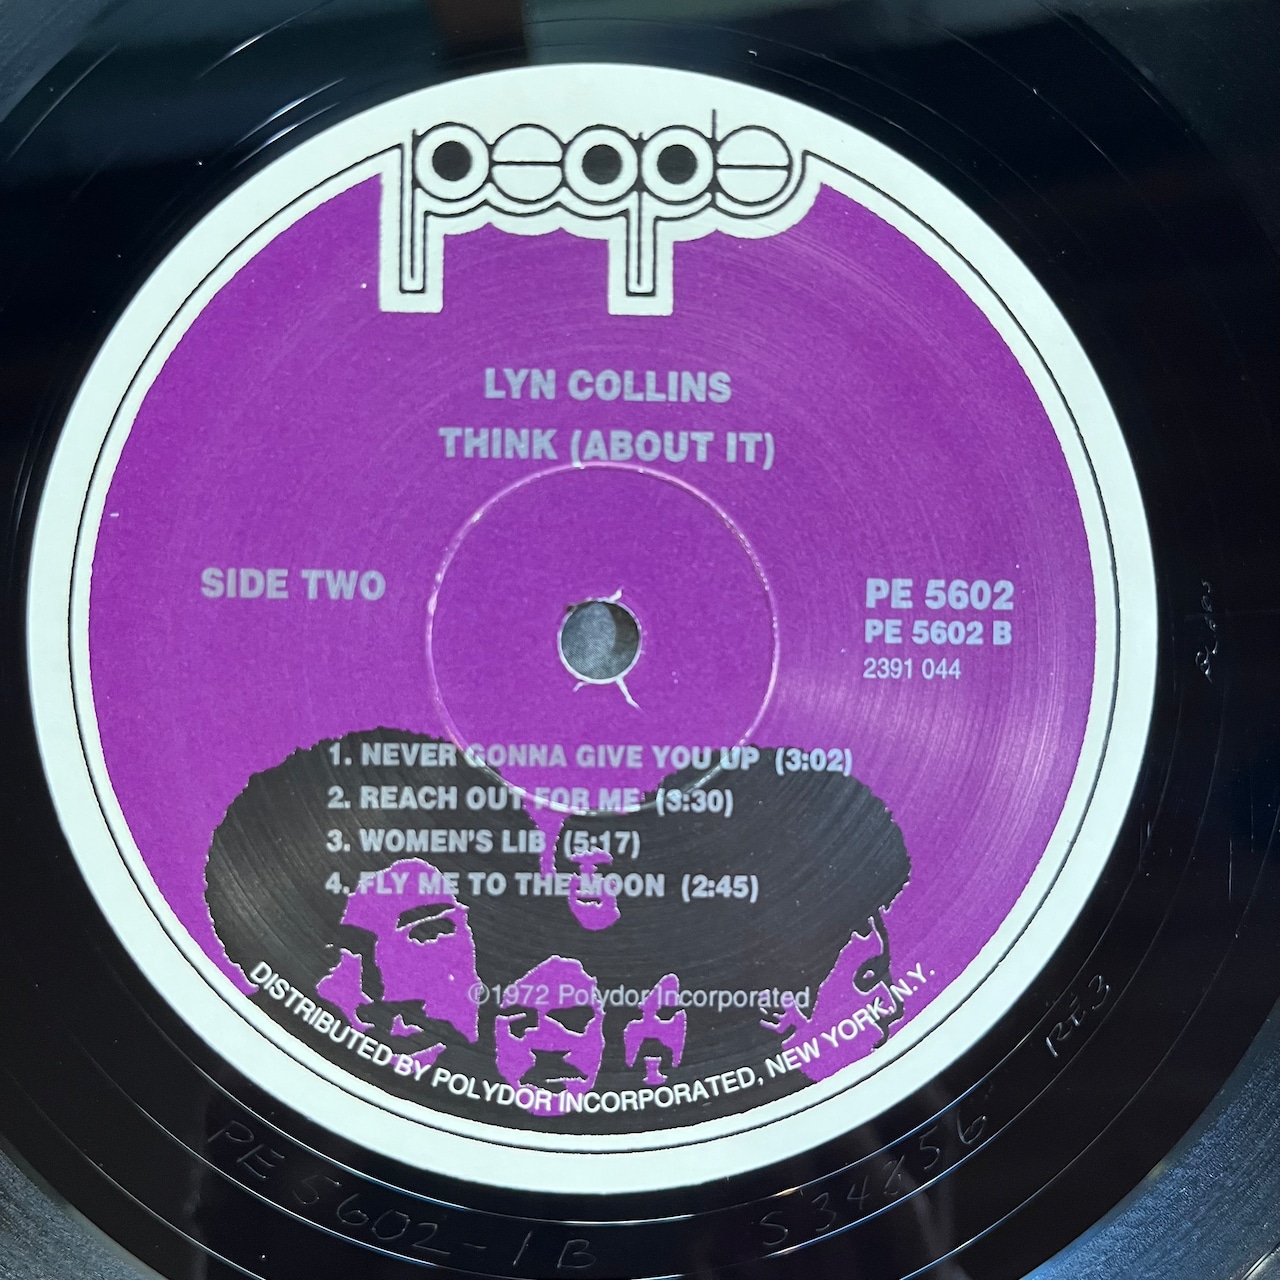 people
LYN COLLINS
THINK (ABOUT IT)
SIDE TWO
PE 5602
PE 5602 B
2391 044
1. NEVER GONNA GIVE YOU UP (3:02)
2. REACH OUT FOR ME (3:30)
3. WOMEN'S LIB (5:17)
4. FLY ME TO THE MOON (2:45)
©1972 Polydor Incorporated
DISTRIBUTED BY POLYDOR INCORPORATED, NEW YORK, N.Y.
PE 5602-1B